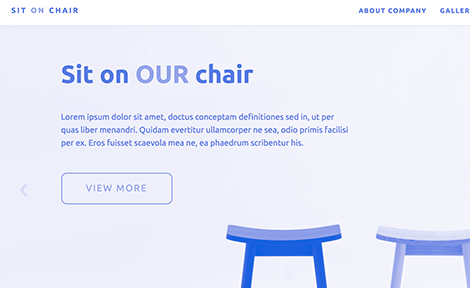 SIT ON CHAIR
ABOUT COMPANY
Sit on OUR chair
Lorem ipsum dolor sit amet, doctus conceptam definitiones sed in, ut per
quas liber menandri. Quidam evertitur ullamcorper ne sea, odio primis facilisi
per ex. Eros fuisset scaevola mea ne, ea phaedrum scribentur his.
VIEW MORE